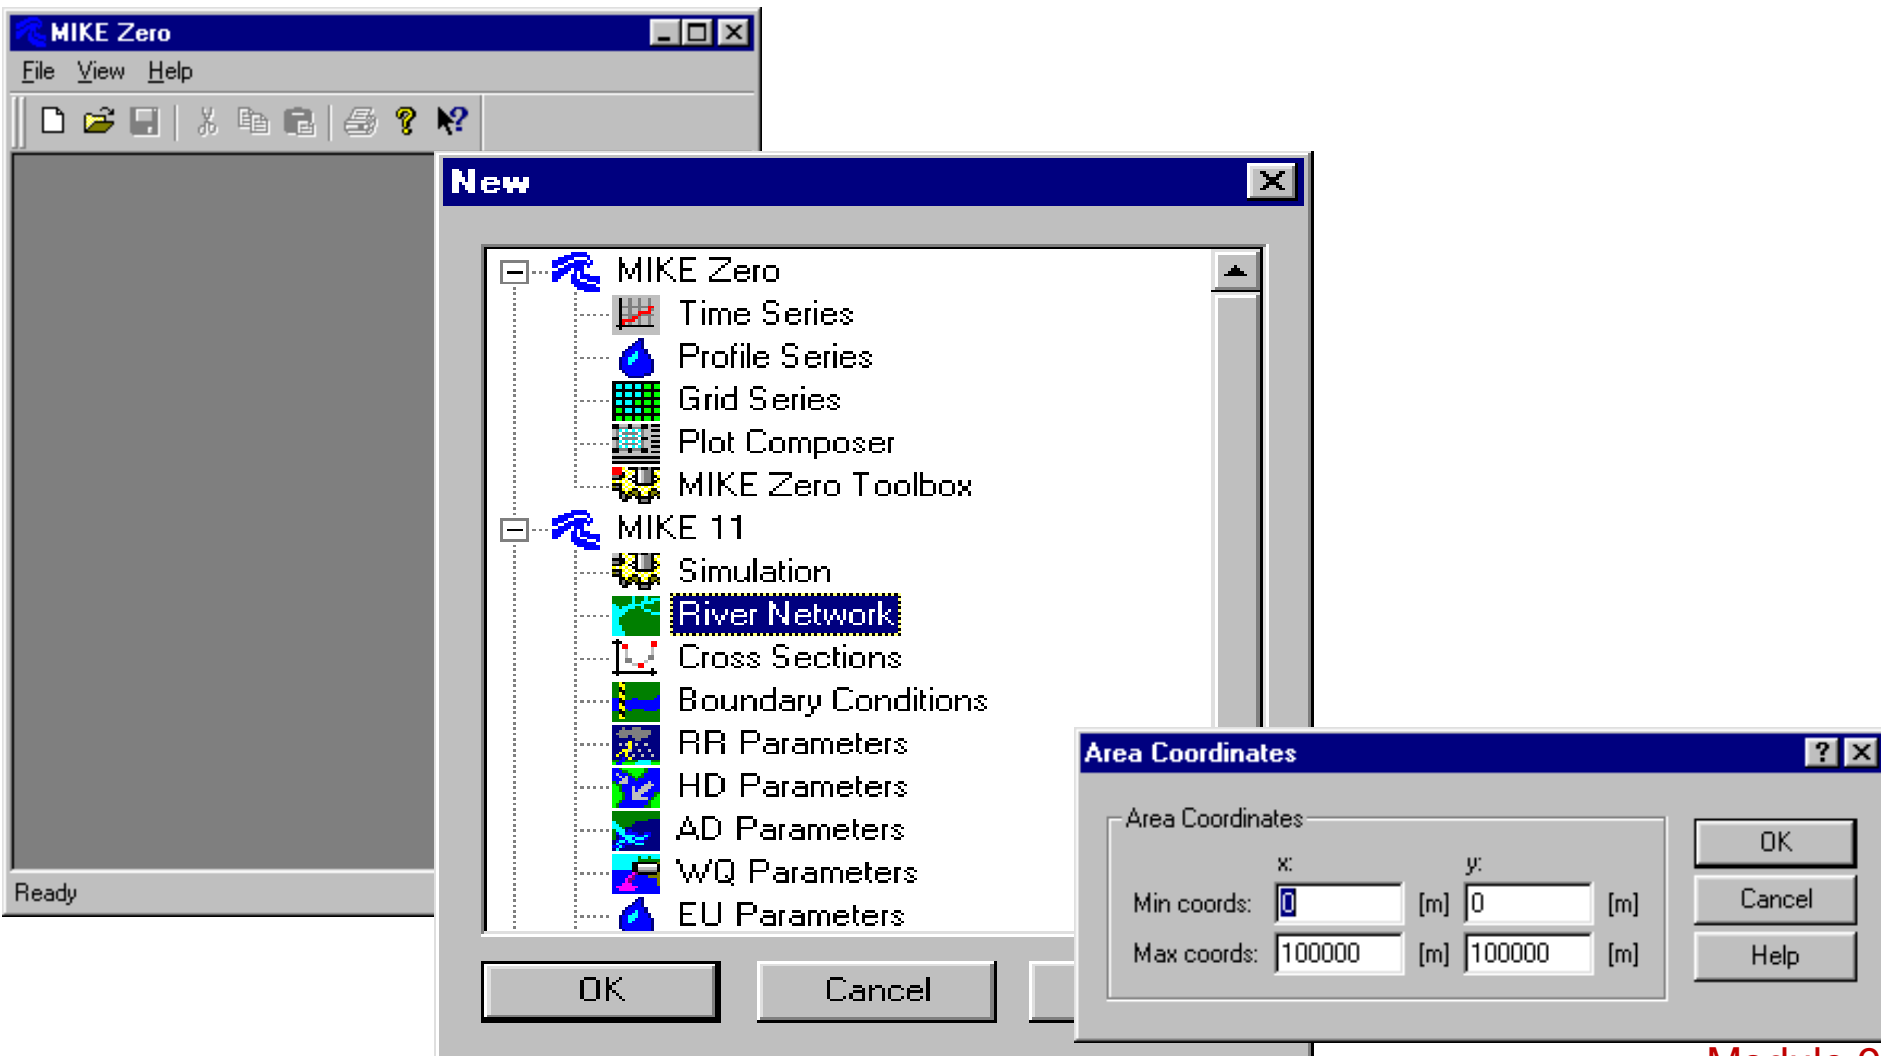 MIKE Zero
File View Help
New
MIKE Zero
Time Series
Profile Series
Grid Series
Plot Composer
MIKE Zero Toolbox
MIKE 11
Simulation
River Network
Cross Sections
Boundary Conditions
RR Parameters
HD Parameters
AD Parameters
WQ Parameters
EU Parameters
OK Cancel
Ready
Area Coordinates
Area Coordinates
x: y:
Min coords: 0 [m] 0 [m]
Max coords: 100000 [m] 100000 [m]
OK
Cancel
Help